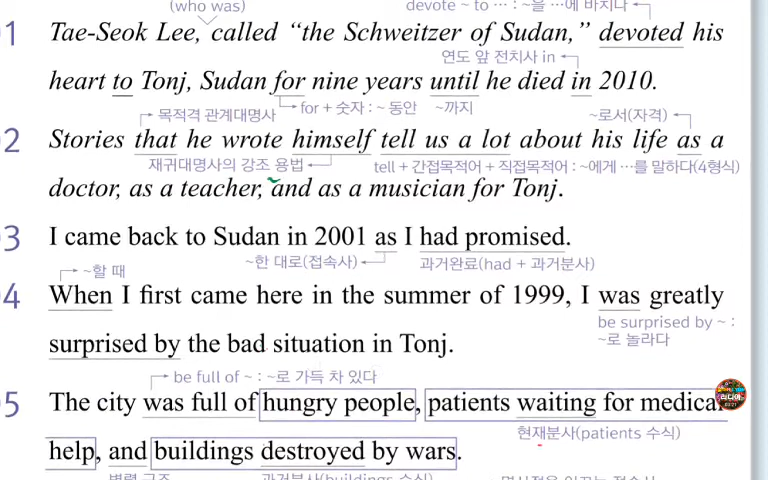 (who was)
devote ~ to … : ~을 …에 바치다
01 Tae-Seok Lee, called “the Schweitzer of Sudan,” devoted his
연도 앞 전치사 in
heart to Tonj, Sudan for nine years until he died in 2010.
for + 숫자 : ~ 동안 ~까지
목적격 관계대명사 ~로서(자격)
02 Stories that he wrote himself tell us a lot about his life as a
재귀대명사의 강조 용법 tell + 간접목적어 + 직접목적어 : ~에게 …를 말하다(4형식)
doctor, as a teacher, and as a musician for Tonj.
03 I came back to Sudan in 2001 as I had promised.
~한 대로(접속사) 과거완료(had + 과거분사)
~할 때
04 When I first came here in the summer of 1999, I was greatly
be surprised by ~ :
~로 놀라다
surprised by the bad situation in Tonj.
be full of ~ : ~로 가득 차 있다
05 The city was full of hungry people, patients waiting for medical
현재분사(patients 수식)
help, and buildings destroyed by wars.
병렬 구조 과거분사(buildings 수식)